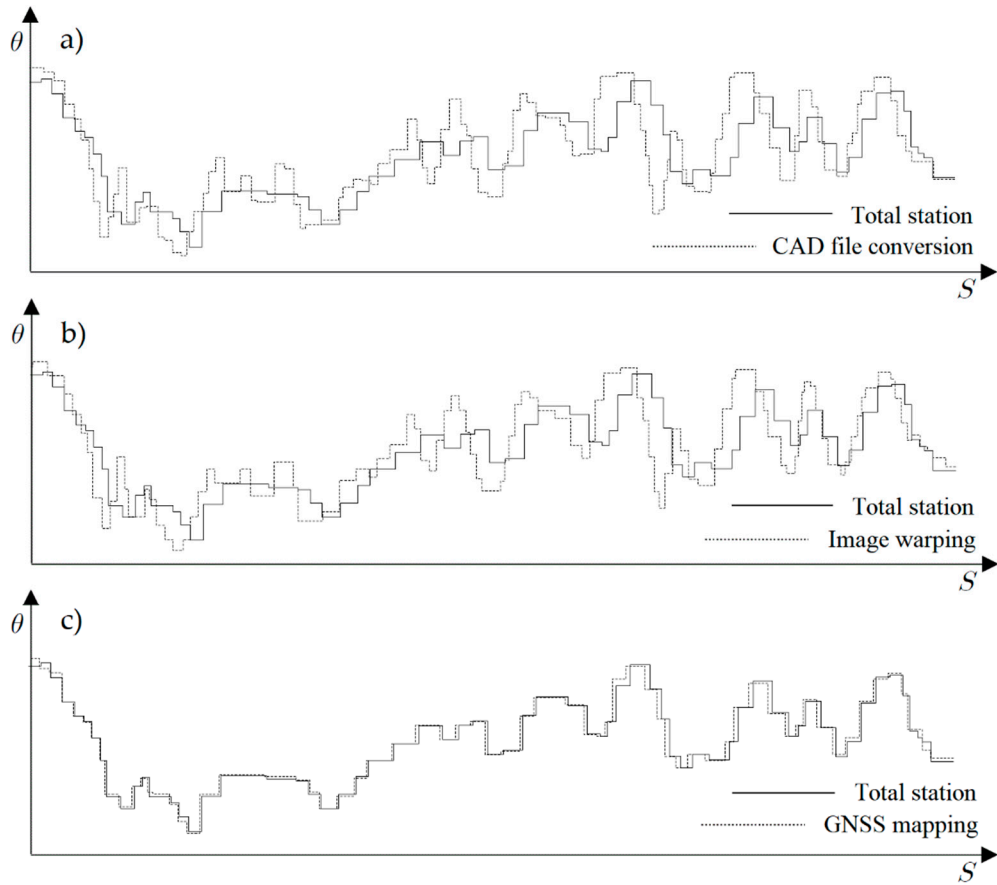 θ
a)
Total station
CAD file conversion
S
θ
b)
Total station
Image warping
S
θ
c)
Total station
GNSS mapping
S